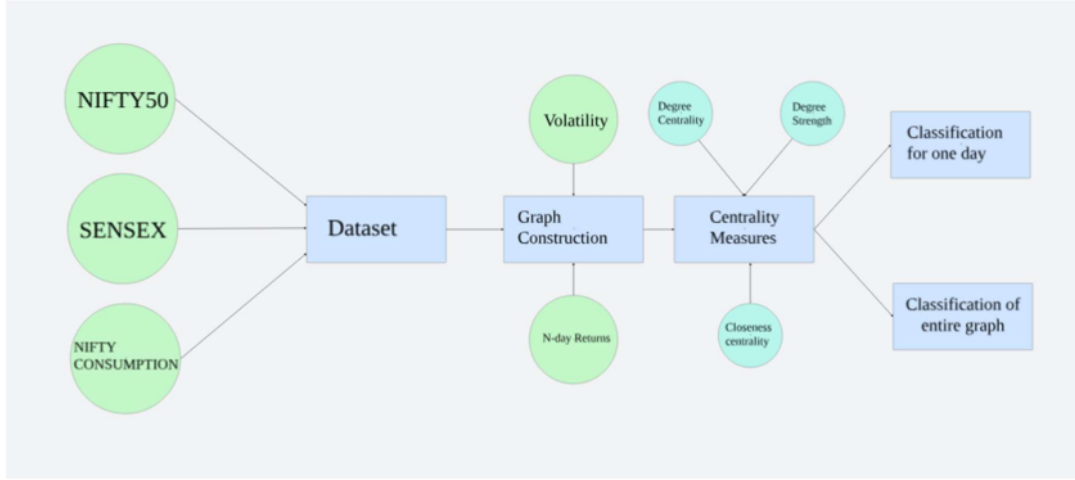 NIFTY50
SENSEX
NIFTY
CONSUMPTION
Dataset
Volatility
Graph
Construction
N-day Returns
Degree
Centrality
Degree
Strength
Centrality
Measures
Closeness
centrality
Classification
for one day
Classification of
entire graph